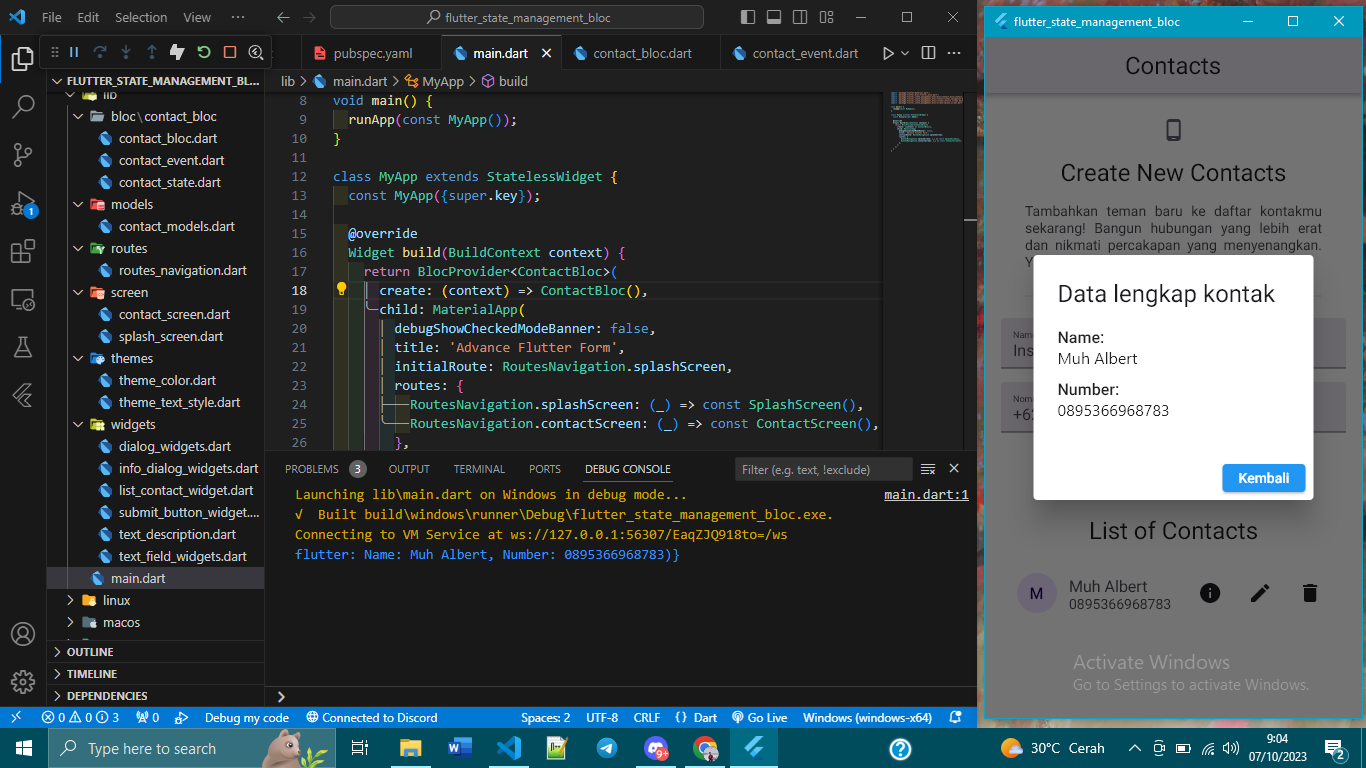 File Edit Selection View ··· flutter_state_management_bloc
pubspec.yaml main.dart contact_bloc.dart contact_event.dart
FLUTTER_STATE_MANAGEMENT_BL...
lib
bloc \ contact_bloc
contact_bloc.dart
contact_event.dart
contact_state.dart
models
contact_models.dart
routes
routes_navigation.dart
screen
contact_screen.dart
splash_screen.dart
themes
theme_color.dart
theme_text_style.dart
widgets
dialog_widgets.dart
info_dialog_widgets.dart
list_contact_widget.dart
submit_button_widget....
text_description.dart
text_field_widgets.dart
main.dart
linux
macos
OUTLINE
TIMELINE
DEPENDENCIES
1
lib > main.dart > MyApp > build
8 void main() {
9 runApp(const MyApp());
10 }
11
12 class MyApp extends StatelessWidget {
13 const MyApp({super.key});
14
15 @override
16 Widget build(BuildContext context) {
17 return BlocProvider<ContactBloc>(
18 create: (context) => ContactBloc(),
19 child: MaterialApp(
20 debugShowCheckedModeBanner: false,
21 title: 'Advance Flutter Form',
22 initialRoute: RoutesNavigation.splashScreen,
23 routes: {
24 RoutesNavigation.splashScreen: (_) => const SplashScreen(),
25 RoutesNavigation.contactScreen: (_) => const ContactScreen(),
26 },
PROBLEMS 3 OUTPUT TERMINAL PORTS DEBUG CONSOLE Filter (e.g. text, !exclude)
Launching lib\main.dart on Windows in debug mode... main.dart:1
√ Built build\windows\runner\Debug\flutter_state_management_bloc.exe.
Connecting to VM Service at ws://127.0.0.1:56307/EaqZJQ918to=/ws
flutter: Name: Muh Albert, Number: 0895366968783)}
>
0 0 3 0 Debug my code Connected to Discord Spaces: 2 UTF-8 CRLF {} Dart Go Live Windows (windows-x64)
flutter_state_management_bloc
Contacts
Create New Contacts
Tambahkan teman baru ke daftar kontakmu
sekarang! Bangun hubungan yang lebih erat
dan nikmati percakapan yang menyenangkan.
Data lengkap kontak
Name:
Muh Albert
Number:
0895366968783
Kembali
List of Contacts
M
Muh Albert
0895366968783
Activate Windows
Go to Settings to activate Windows.
Type here to search
9+
30°C Cerah
9:04
07/10/2023
2